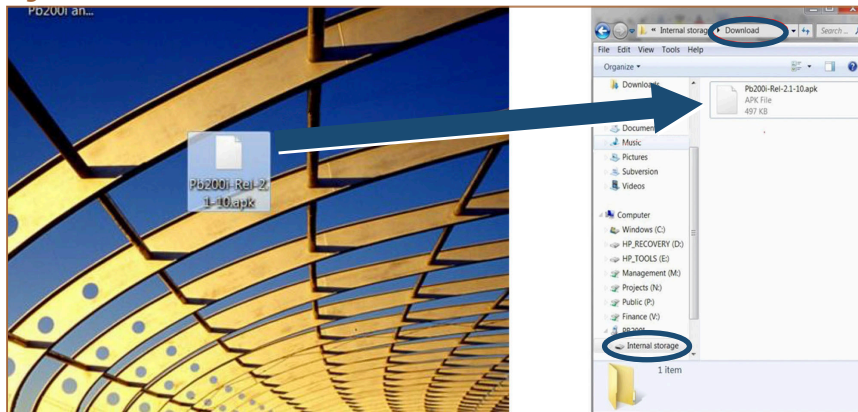 Pb200i an...
Pb200i-Rel-2.
1-10.apk
« Internal storage ▸ Download
Search ...
File Edit View Tools Help
Organize
Downloads
Music
Pictures
Subversion
Videos
Computer
Windows (C:)
HP_RECOVERY (D:)
HP_TOOLS (E:)
Management (M:)
Projects (N:)
Public (P:)
Finance (V:)
Internal storage
Pb200i-Rel-2.1-10.apk
APK File
497 KB
1 item